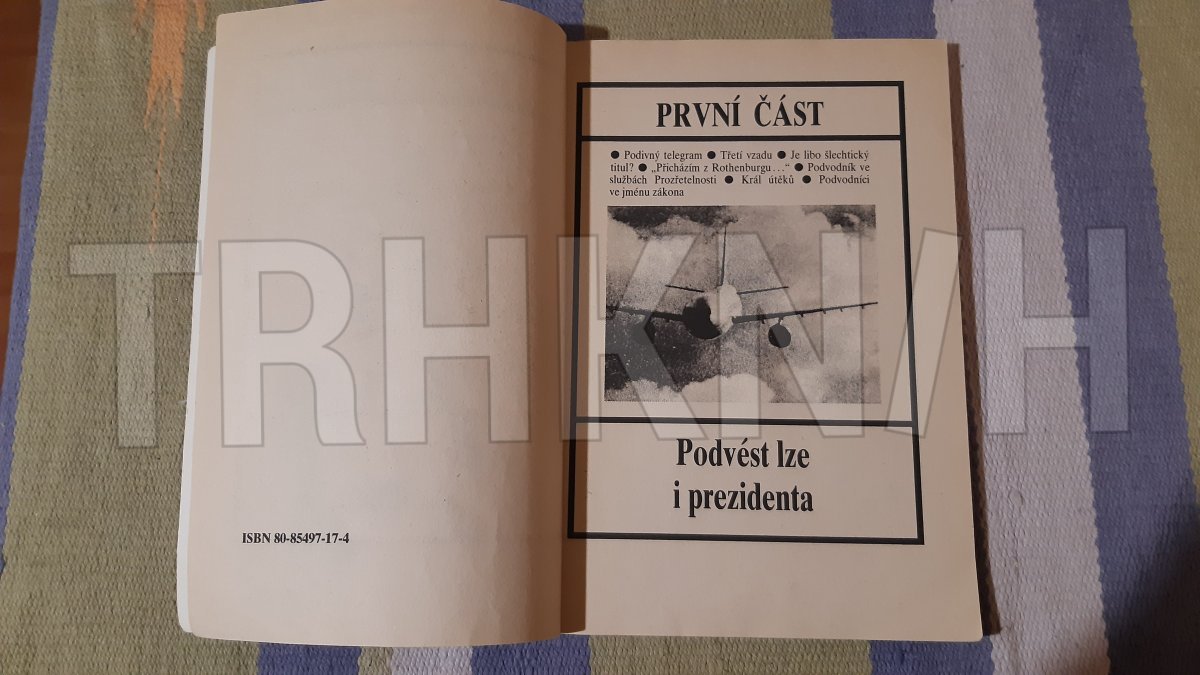 ISBN 80-85497-17-4
PRVNÍ ČÁST
● Podivný telegram ● Třetí vzadu ● Je libo šlechtický
titul? ● „Přicházím z Rothenburgu...“ ● Podvodník ve
službách Prozřetelnosti ● Král útěků ● Podvodníci
ve jménu zákona
Podvést lze
i prezidenta
TRHKNIH